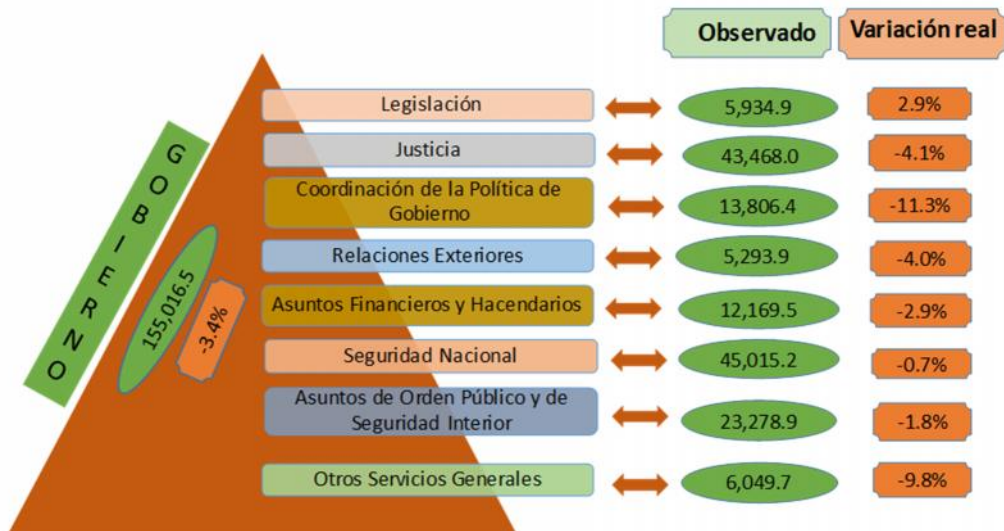 Observado
Variación real
GOBIERNO
155,016.5
-3.4%
Legislación
5,934.9
2.9%
Justicia
43,468.0
-4.1%
Coordinación de la Política de
Gobierno
13,806.4
-11.3%
Relaciones Exteriores
5,293.9
-4.0%
Asuntos Financieros y Hacendarios
12,169.5
-2.9%
Seguridad Nacional
45,015.2
-0.7%
Asuntos de Orden Público y de
Seguridad Interior
23,278.9
-1.8%
Otros Servicios Generales
6,049.7
-9.8%